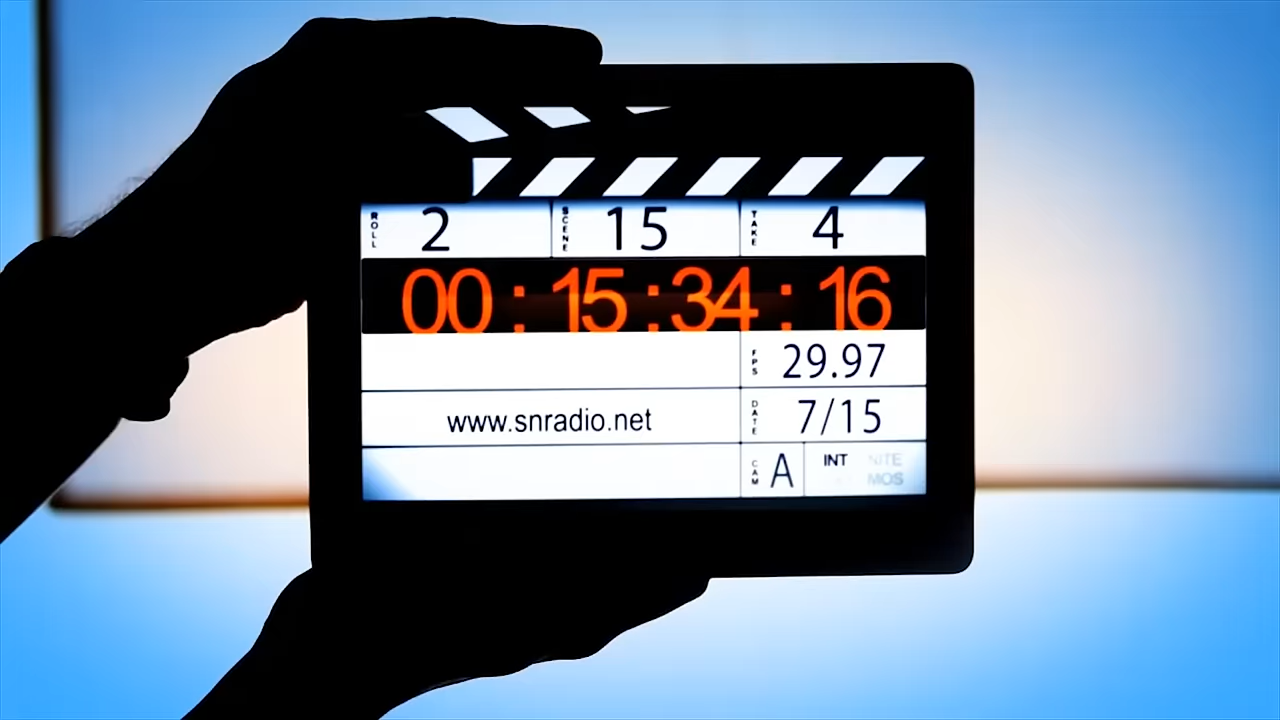 ROLL 2 SCENE 15 TAKE 4
00 : 15 : 34 : 16
FPS 29.97
www.snradio.net DATE 7/15
CAM A INT NITE
MOS